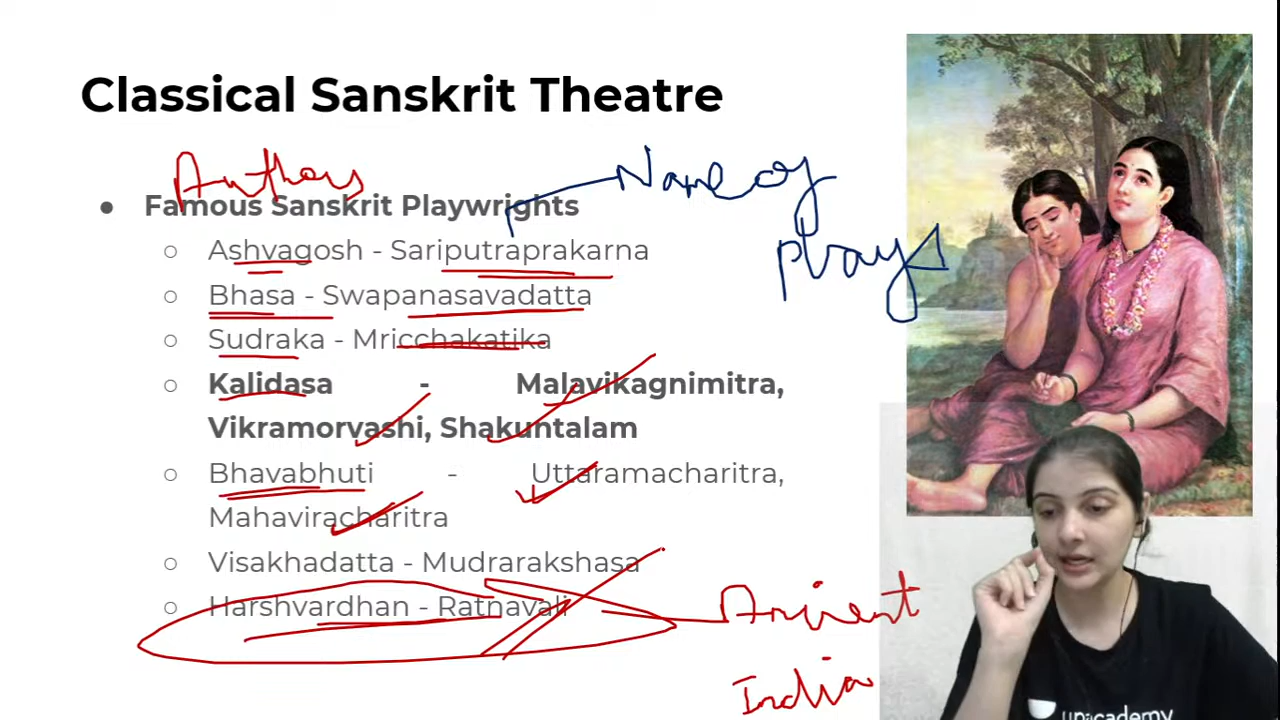 Classical Sanskrit Theatre
Authors
Name of
plays
● Famous Sanskrit Playwrights
○ Ashvagosh - Sariputraprakarna
○ Bhasa - Swapanasavadatta
○ Sudraka - Mricchakatika
○ Kalidasa - Malavikagnimitra,
Vikramorvashi, Shakuntalam
○ Bhavabhuti - Uttaramacharitra,
Mahaviracharitra
○ Visakhadatta - Mudrarakshasa
○ Harshvardhan - Ratnavali
Ancient
India
unacademy